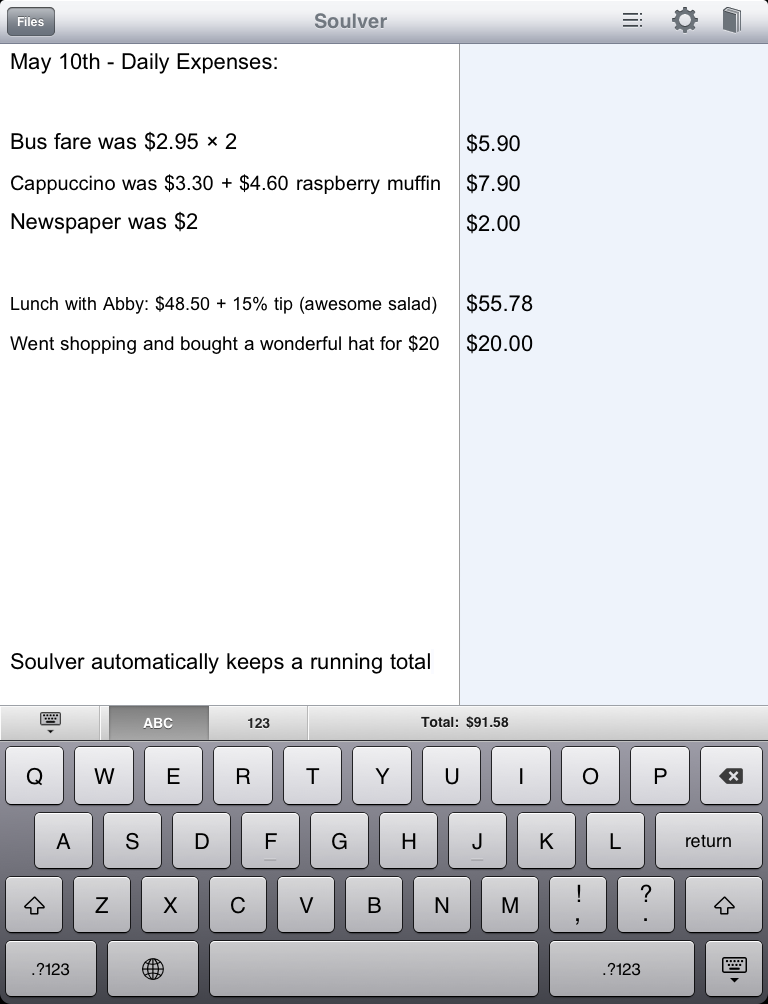 Files Soulver
May 10th - Daily Expenses:
Bus fare was $2.95 × 2 $5.90
Cappuccino was $3.30 + $4.60 raspberry muffin $7.90
Newspaper was $2 $2.00
Lunch with Abby: $48.50 + 15% tip (awesome salad) $55.78
Went shopping and bought a wonderful hat for $20 $20.00
Soulver automatically keeps a running total
ABC 123 Total: $91.58
Q W E R T Y U I O P
A S D F G H J K L return
Z X C V B N M ! , ? .
.?123 .?123